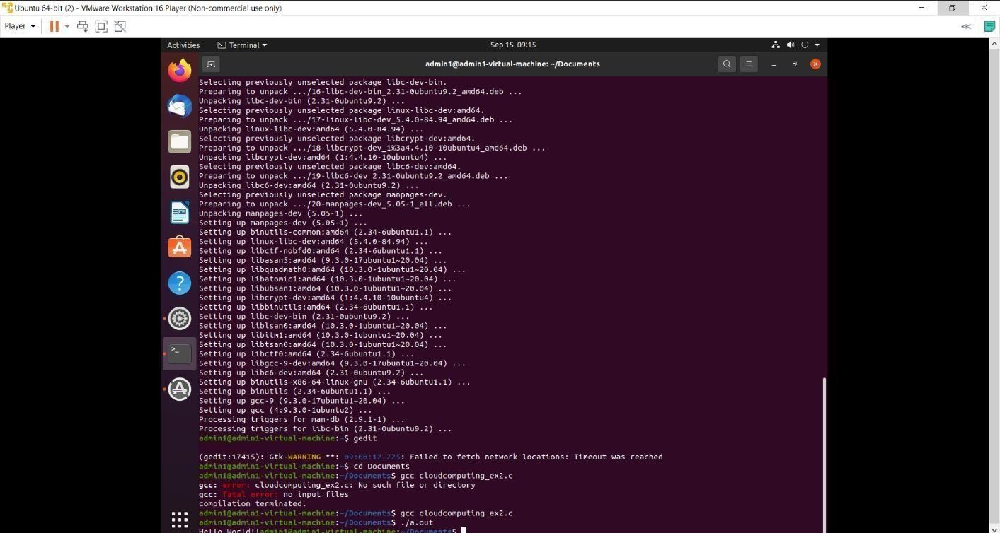 Ubuntu 64-bit (2) - VMware Workstation 16 Player (Non-commercial use only)
Player
Activities Terminal Sep 15 09:15
admin1@admin1-virtual-machine: ~/Documents
Selecting previously unselected package libc-dev-bin.
Preparing to unpack .../16-libc-dev-bin_2.31-0ubuntu9.2_amd64.deb ...
Unpacking libc-dev-bin (2.31-0ubuntu9.2) ...
Selecting previously unselected package linux-libc-dev:amd64.
Preparing to unpack .../17-linux-libc-dev_5.4.0-84.94_amd64.deb ...
Unpacking linux-libc-dev:amd64 (5.4.0-84.94) ...
Selecting previously unselected package libcrypt-dev:amd64.
Preparing to unpack .../18-libcrypt-dev_1%3a4.4.10-10ubuntu4_amd64.deb ...
Unpacking libcrypt-dev:amd64 (1:4.4.10-10ubuntu4) ...
Selecting previously unselected package libc6-dev:amd64.
Preparing to unpack .../19-libc6-dev_2.31-0ubuntu9.2_amd64.deb ...
Unpacking libc6-dev:amd64 (2.31-0ubuntu9.2) ...
Selecting previously unselected package manpages-dev.
Preparing to unpack .../20-manpages-dev_5.05-1_all.deb ...
Unpacking manpages-dev (5.05-1) ...
Setting up manpages-dev (5.05-1) ...
Setting up binutils-common:amd64 (2.34-6ubuntu1.1) ...
Setting up linux-libc-dev:amd64 (5.4.0-84.94) ...
Setting up libctf-nobfd0:amd64 (2.34-6ubuntu1.1) ...
Setting up libasan5:amd64 (9.3.0-17ubuntu1~20.04) ...
Setting up libquadmath0:amd64 (10.3.0-1ubuntu1~20.04) ...
Setting up libatomic1:amd64 (10.3.0-1ubuntu1~20.04) ...
Setting up libubsan1:amd64 (10.3.0-1ubuntu1~20.04) ...
Setting up libcrypt-dev:amd64 (1:4.4.10-10ubuntu4) ...
Setting up libbinutils:amd64 (2.34-6ubuntu1.1) ...
Setting up libc-dev-bin (2.31-0ubuntu9.2) ...
Setting up liblsan0:amd64 (10.3.0-1ubuntu1~20.04) ...
Setting up libitm1:amd64 (10.3.0-1ubuntu1~20.04) ...
Setting up libtsan0:amd64 (10.3.0-1ubuntu1~20.04) ...
Setting up libctf0:amd64 (2.34-6ubuntu1.1) ...
Setting up libgcc-9-dev:amd64 (9.3.0-17ubuntu1~20.04) ...
Setting up libc6-dev:amd64 (2.31-0ubuntu9.2) ...
Setting up binutils-x86-64-linux-gnu (2.34-6ubuntu1.1) ...
Setting up binutils (2.34-6ubuntu1.1) ...
Setting up gcc-9 (9.3.0-17ubuntu1~20.04) ...
Setting up gcc (4:9.3.0-1ubuntu2) ...
Processing triggers for man-db (2.9.1-1) ...
Processing triggers for libc-bin (2.31-0ubuntu9.2) ...
admin1@admin1-virtual-machine:~$ gedit
(gedit:17415): Gtk-WARNING **: 09:00:12.225: Failed to fetch network locations: Timeout was reached
admin1@admin1-virtual-machine:~$ cd Documents
admin1@admin1-virtual-machine:~/Documents$ gcc cloudcomputing_ex2.c
gcc: error: cloudcomputing_ex2.c: No such file or directory
gcc: fatal error: no input files
compilation terminated.
admin1@admin1-virtual-machine:~/Documents$ gcc cloudcomputing_ex2.c
admin1@admin1-virtual-machine:~/Documents$ ./a.out
Hello World!!admin1@admin1-virtual-machine:~/Documents$